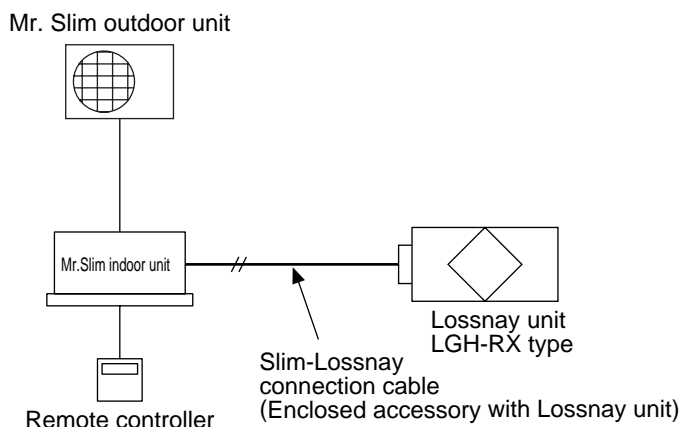 Mr. Slim outdoor unit
Mr.Slim indoor unit
Lossnay unit
LGH-RX type
Slim-Lossnay
connection cable
(Enclosed accessory with Lossnay unit)
Remote controller